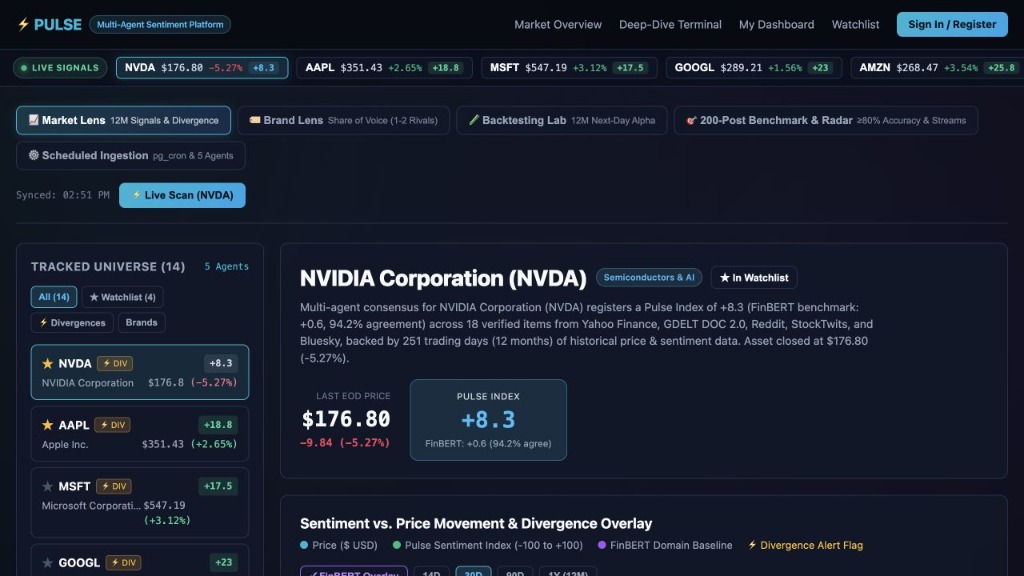 ⚡ PULSE Multi-Agent Sentiment Platform Market Overview Deep-Dive Terminal My Dashboard Watchlist Sign In / Register
LIVE SIGNALS NVDA $176.80 −5.27% +8.3 AAPL $351.43 +2.65% +18.8 MSFT $547.19 +3.12% +17.5 GOOGL $289.21 +1.56% +23 AMZN $268.47 +3.54% +25.8
Market Lens 12M Signals & Divergence Brand Lens Share of Voice (1-2 Rivals) Backtesting Lab 12M Next-Day Alpha 200-Post Benchmark & Radar ≥80% Accuracy & Streams
Scheduled Ingestion pg_cron & 5 Agents
Synced: 02:51 PM ⚡ Live Scan (NVDA)
TRACKED UNIVERSE (14) 5 Agents
All (14) ★ Watchlist (4)
⚡ Divergences Brands
★ NVDA ⚡ DIV +8.3
NVIDIA Corporation $176.8 (−5.27%)
★ AAPL ⚡ DIV +18.8
Apple Inc. $351.43 (+2.65%)
★ MSFT ⚡ DIV +17.5
Microsoft Corporati... $547.19
(+3.12%)
★ GOOGL ⚡ DIV +23
NVIDIA Corporation (NVDA) Semiconductors & AI ★ In Watchlist
Multi-agent consensus for NVIDIA Corporation (NVDA) registers a Pulse Index of +8.3 (FinBERT benchmark:
+0.6, 94.2% agreement) across 18 verified items from Yahoo Finance, GDELT DOC 2.0, Reddit, StockTwits, and
Bluesky, backed by 251 trading days (12 months) of historical price & sentiment data. Asset closed at $176.80
(-5.27%).
LAST EOD PRICE
$176.80
−9.84 (−5.27%)
PULSE INDEX
+8.3
FinBERT: +0.6 (94.2% agree)
Sentiment vs. Price Movement & Divergence Overlay
Price ($ USD) Pulse Sentiment Index (-100 to +100) FinBERT Domain Baseline ⚡ Divergence Alert Flag
✓ FinBERT Overlay 14D 30D 90D 1Y (12M)